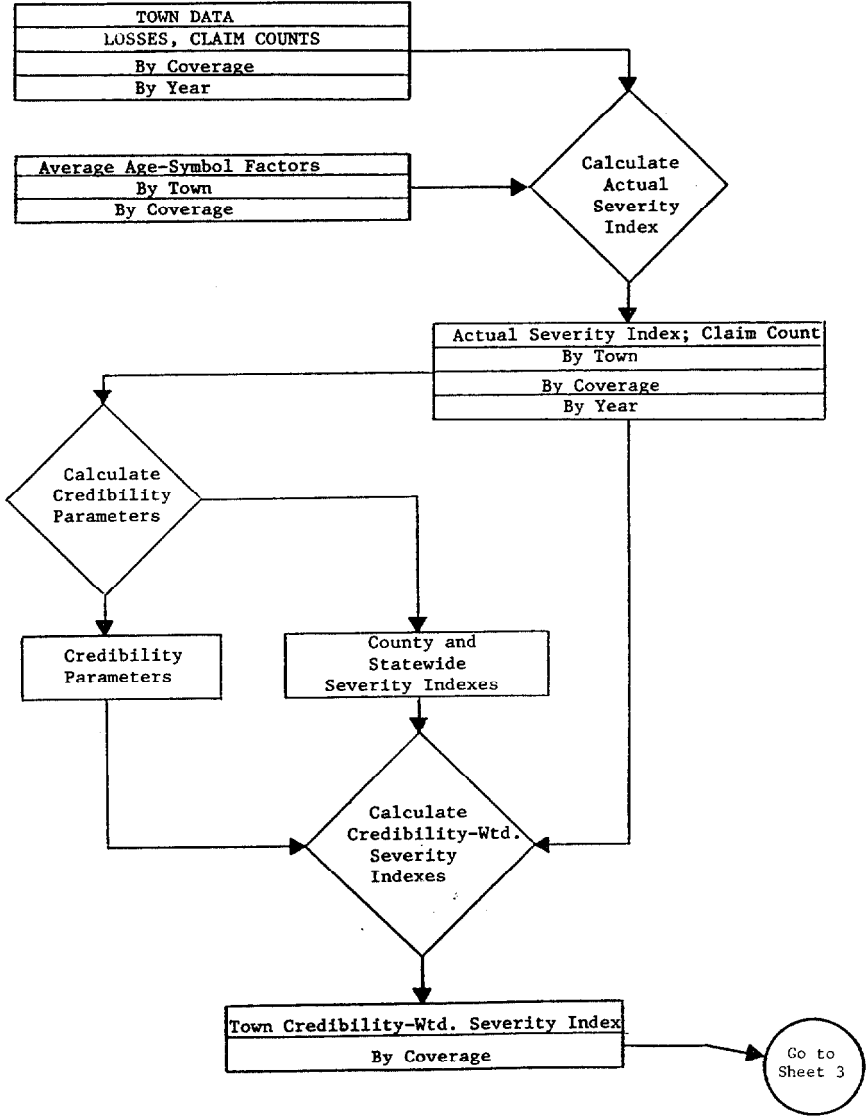 TOWN DATA
LOSSES, CLAIM COUNTS
By Coverage
By Year
Average Age-Symbol Factors
By Town
By Coverage
Calculate
Actual
Severity
Index
Actual Severity Index; Claim Count
By Town
By Coverage
By Year
Calculate
Credibility
Parameters
Credibility
Parameters
County and
Statewide
Severity Indexes
Calculate
Credibility-Wtd.
Severity
Indexes
Town Credibility-Wtd. Severity Index
By Coverage
Go to
Sheet 3